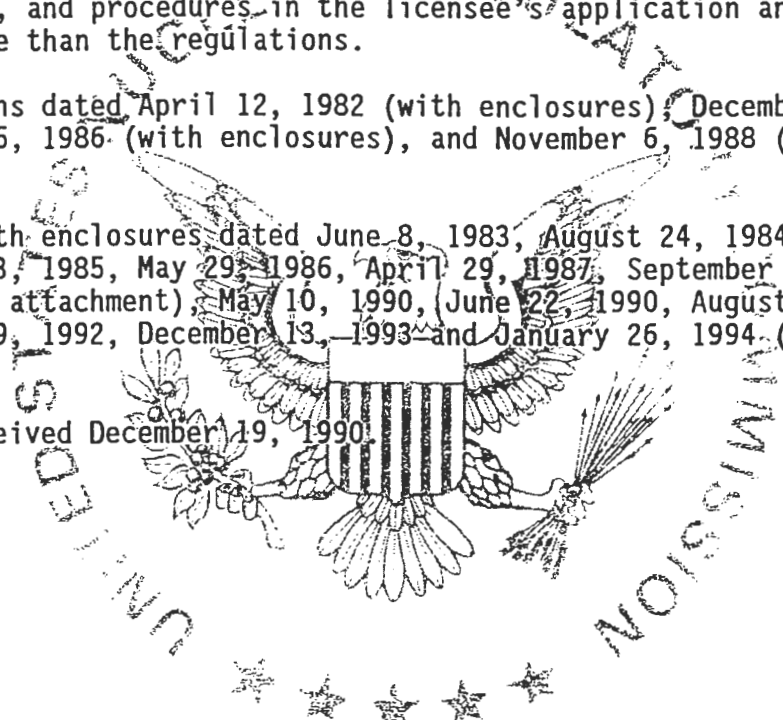 , and procedures in the licensee's application an
e than the regulations.
ns dated April 12, 1982 (with enclosures), Decemb
5, 1986 (with enclosures), and November 6, 1988 (
th enclosures dated June 8, 1983, August 24, 1984
3, 1985, May 29, 1986, April 29, 1987, September
attachment), May 10, 1990, June 22, 1990, August
9, 1992, December 13, 1993 and January 26, 1994 (
eived December 19, 1990.
UNITED STATES